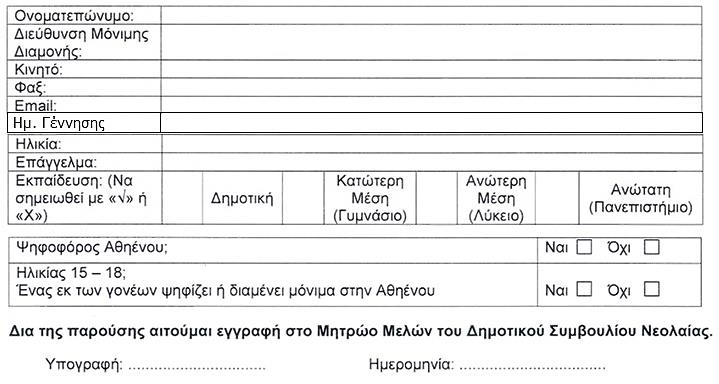 Ονοματεπώνυμο:
Διεύθυνση Μόνιμης
Διαμονής:
Κινητό:
Φαξ:
Email:
Ημ. Γέννησης
Ηλικία:
Επάγγελμα:
Εκπαίδευση: (Να
σημειωθεί με «√» ή
«Χ»)
Δημοτική
Κατώτερη
Μέση
(Γυμνάσιο)
Ανώτερη
Μέση
(Λύκειο)
Ανώτατη
(Πανεπιστήμιο)
Ψηφοφόρος Αθηένου; Ναι Όχι
Ηλικίας 15 – 18;
Ένας εκ των γονέων ψηφίζει ή διαμένει μόνιμα στην Αθηένου Ναι Όχι
Δια της παρούσης αιτούμαι εγγραφή στο Μητρώο Μελών του Δημοτικού Συμβουλίου Νεολαίας.
Υπογραφή: ............................ Ημερομηνία: ..............................